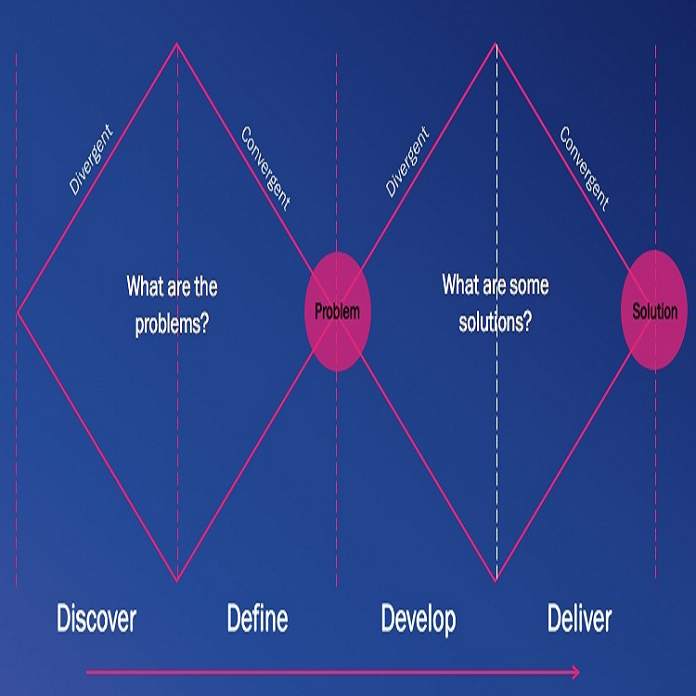 Divergent
Convergent
Divergent
Convergent
What are the
problems?
Problem
What are some
solutions?
Solution
Discover
Define
Develop
Deliver